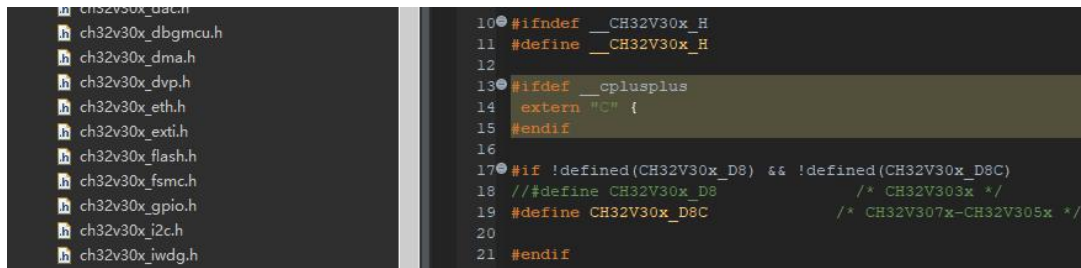 ch32v30x_dac.h
ch32v30x_dbgmcu.h
ch32v30x_dma.h
ch32v30x_dvp.h
ch32v30x_eth.h
ch32v30x_exti.h
ch32v30x_flash.h
ch32v30x_fsmc.h
ch32v30x_gpio.h
ch32v30x_i2c.h
ch32v30x_iwdg.h
10 #ifndef __CH32V30x_H
11 #define __CH32V30x_H
12
13 #ifdef __cplusplus
14 extern "C" {
15 #endif
16
17 #if !defined(CH32V30x_D8) && !defined(CH32V30x_D8C)
18 //#define CH32V30x_D8 /* CH32V303x */
19 #define CH32V30x_D8C /* CH32V307x-CH32V305x */
20
21 #endif